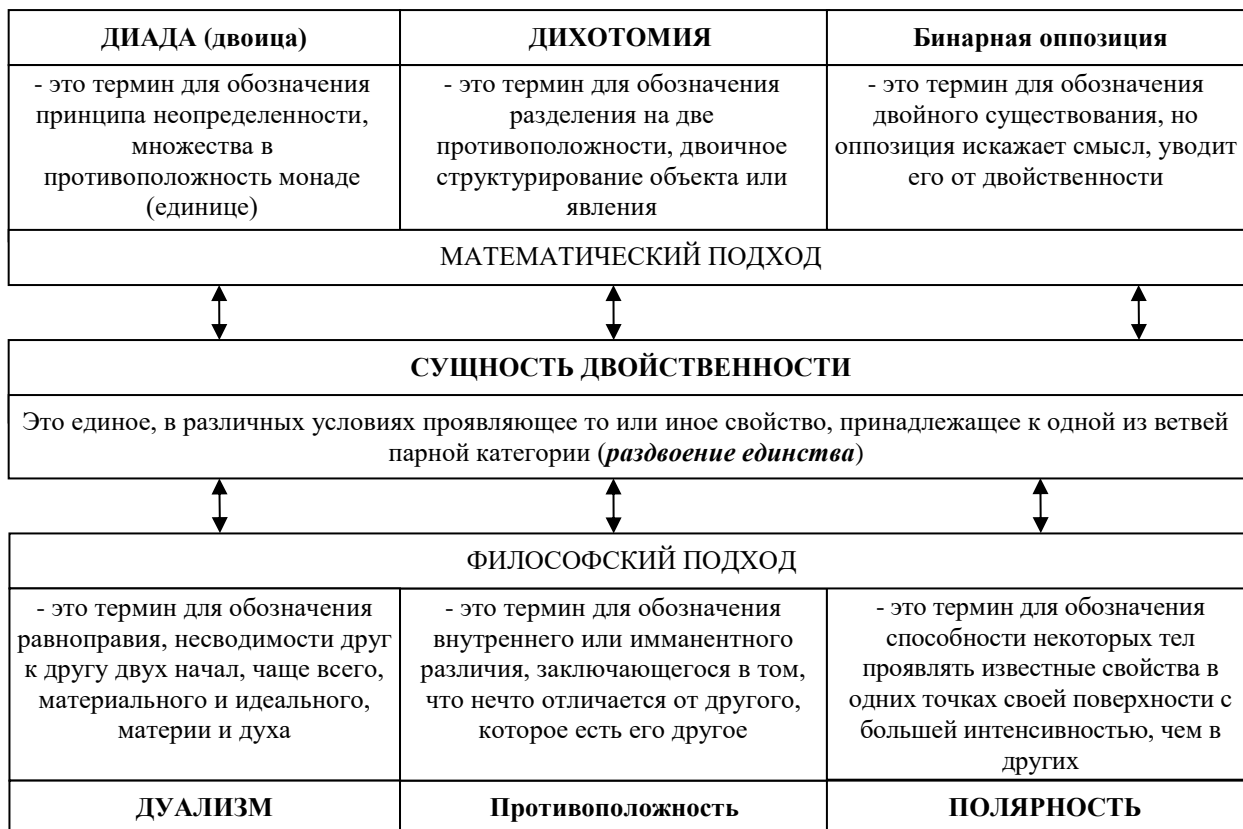 ДИАДА (двоица)
ДИХОТОМИЯ
Бинарная оппозиция
- это термин для обозначения
принципа неопределенности,
множества в
противоположность монаде
(единице)
- это термин для обозначения
разделения на две
противоположности, двоичное
структурирование объекта или
явления
- это термин для обозначения
двойного существования, но
оппозиция искажает смысл, уводит
его от двойственности
МАТЕМАТИЧЕСКИЙ ПОДХОД
СУЩНОСТЬ ДВОЙСТВЕННОСТИ
Это единое, в различных условиях проявляющее то или иное свойство, принадлежащее к одной из ветвей
парной категории (раздвоение единства)
ФИЛОСОФСКИЙ ПОДХОД
- это термин для обозначения
равноправия, несводимости друг
к другу двух начал, чаще всего,
материального и идеального,
материи и духа
- это термин для обозначения
внутреннего или имманентного
различия, заключающегося в том,
что нечто отличается от другого,
которое есть его другое
- это термин для обозначения
способности некоторых тел
проявлять известные свойства в
одних точках своей поверхности с
большей интенсивностью, чем в
других
ДУАЛИЗМ
Противоположность
ПОЛЯРНОСТЬ